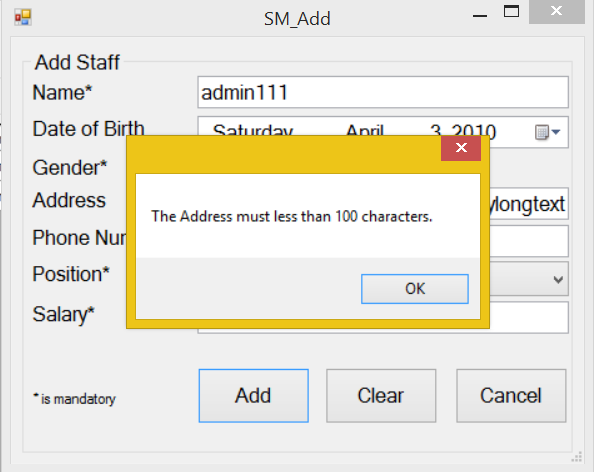 SM_Add
Add Staff
Name*
admin111
Date of Birth
Saturday , April 3, 2010
Gender*
Address
ylongtext
Phone Nur
Position*
Salary*
The Address must less than 100 characters.
OK
* is mandatory
Add
Clear
Cancel